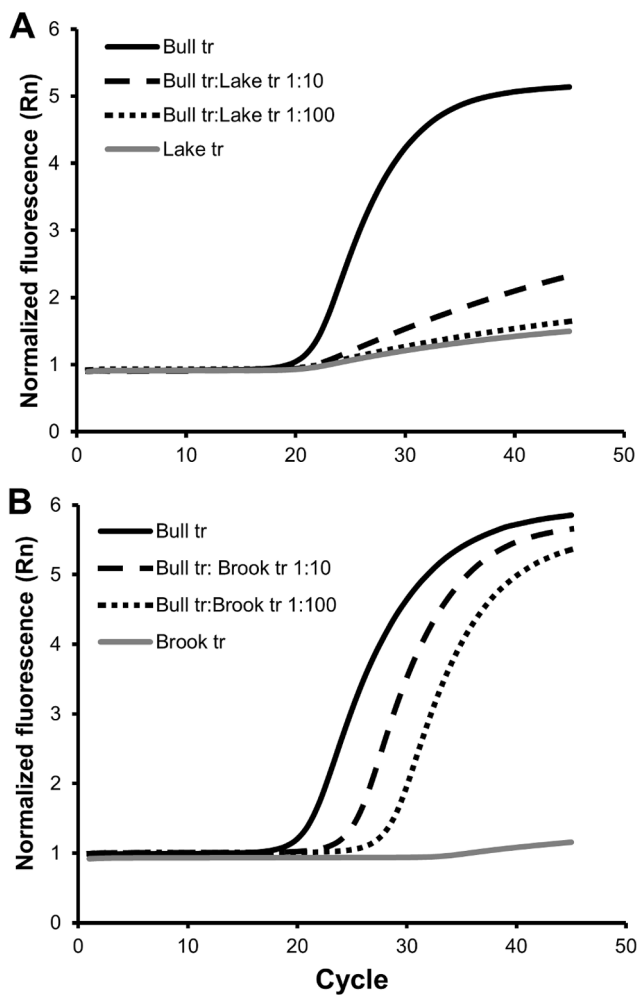 A
6
5
4
3
2
1
0
Normalized fluorescence (Rn)
Bull tr
Bull tr:Lake tr 1:10
Bull tr:Lake tr 1:100
Lake tr
0 10 20 30 40 50
B
6
5
4
3
2
1
0
Normalized fluorescence (Rn)
Bull tr
Bull tr: Brook tr 1:10
Bull tr:Brook tr 1:100
Brook tr
0 10 20 30 40 50
Cycle